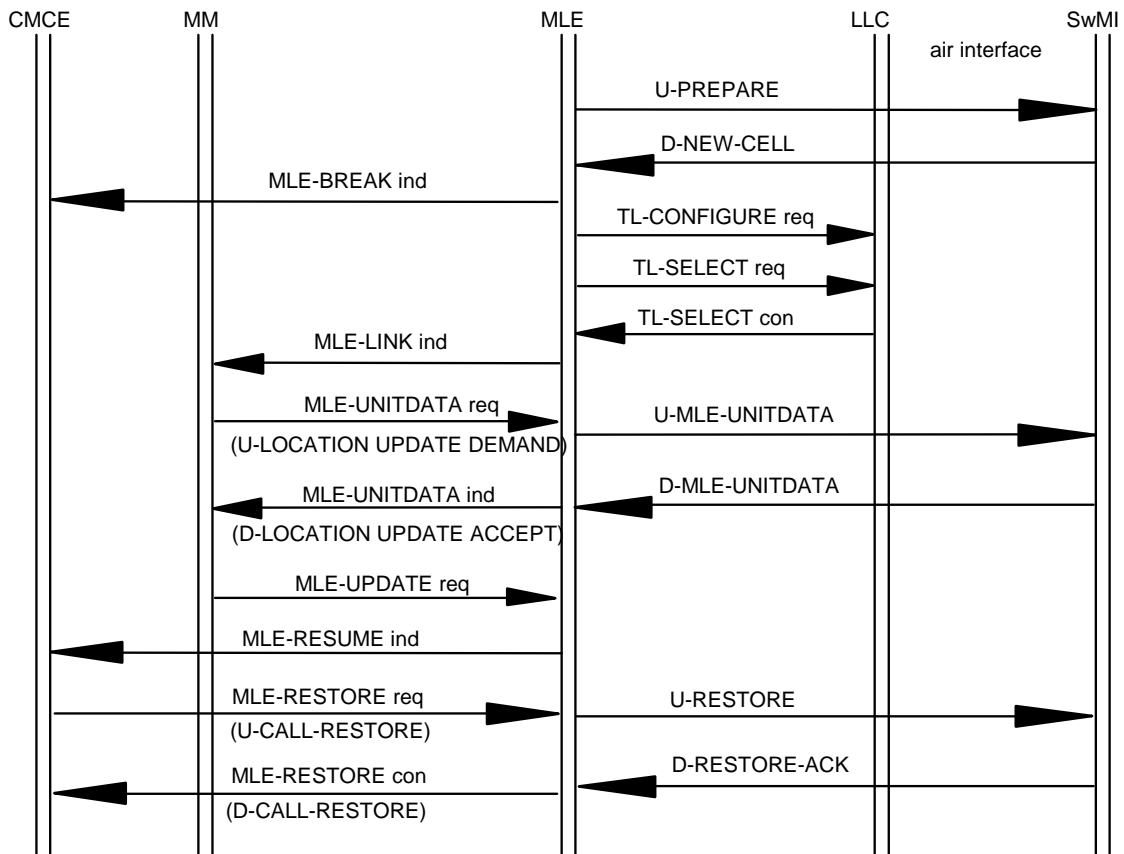 CMCE MM MLE LLC SwMI
air interface
U-PREPARE
D-NEW-CELL
MLE-BREAK ind
TL-CONFIGURE req
TL-SELECT req
TL-SELECT con
MLE-LINK ind
MLE-UNITDATA req
U-MLE-UNITDATA
(U-LOCATION UPDATE DEMAND)
MLE-UNITDATA ind
D-MLE-UNITDATA
(D-LOCATION UPDATE ACCEPT)
MLE-UPDATE req
MLE-RESUME ind
MLE-RESTORE req
U-RESTORE
(U-CALL-RESTORE)
MLE-RESTORE con
D-RESTORE-ACK
(D-CALL-RESTORE)